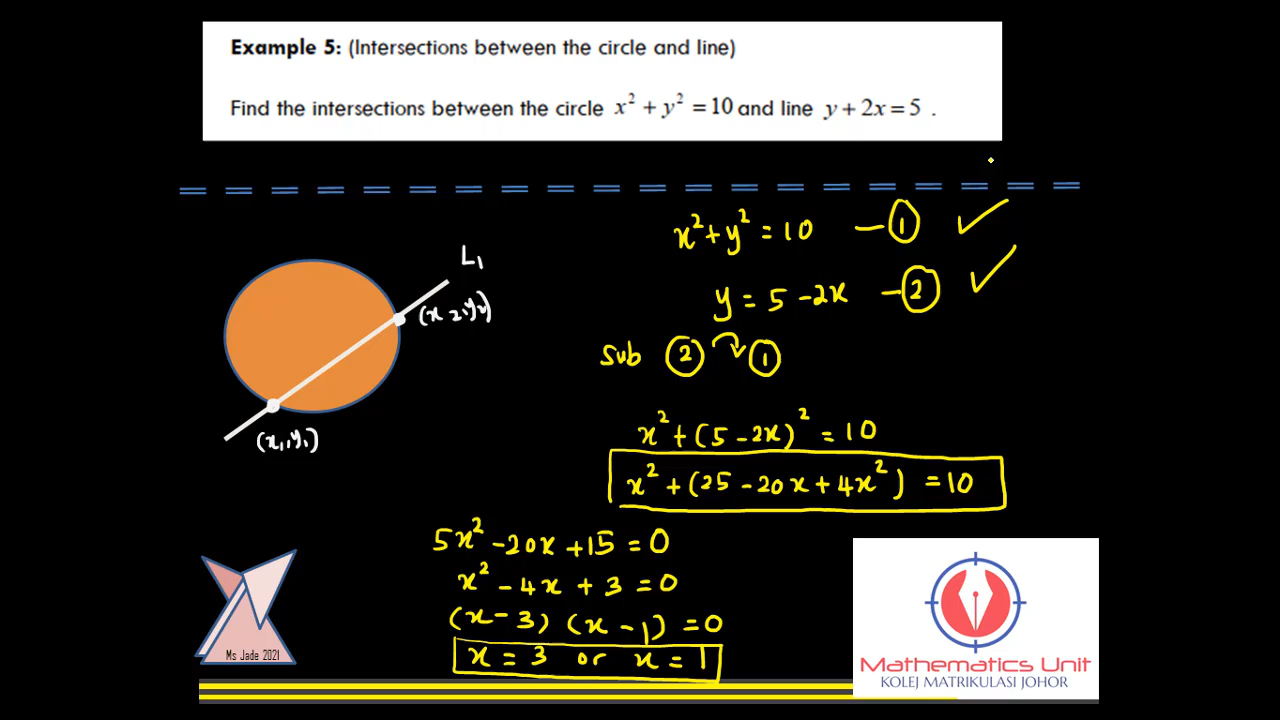 Example 5: (Intersections between the circle and line)
Find the intersections between the circle x² + y² = 10 and line y + 2x = 5 .
x² + y² = 10 — ①
y = 5 - 2x — ②
Sub ② ①
x² + (5 - 2x)² = 10
x² + (25 - 20x + 4x²) = 10
5x² - 20x + 15 = 0
x² - 4x + 3 = 0
(x - 3) (x - 1) = 0
x = 3 or x = 1
L₁
(x₂, y₂)
(x₁, y₁)
Ms Jade 2021
Mathematics Unit
KOLEJ MATRIKULASI JOHOR